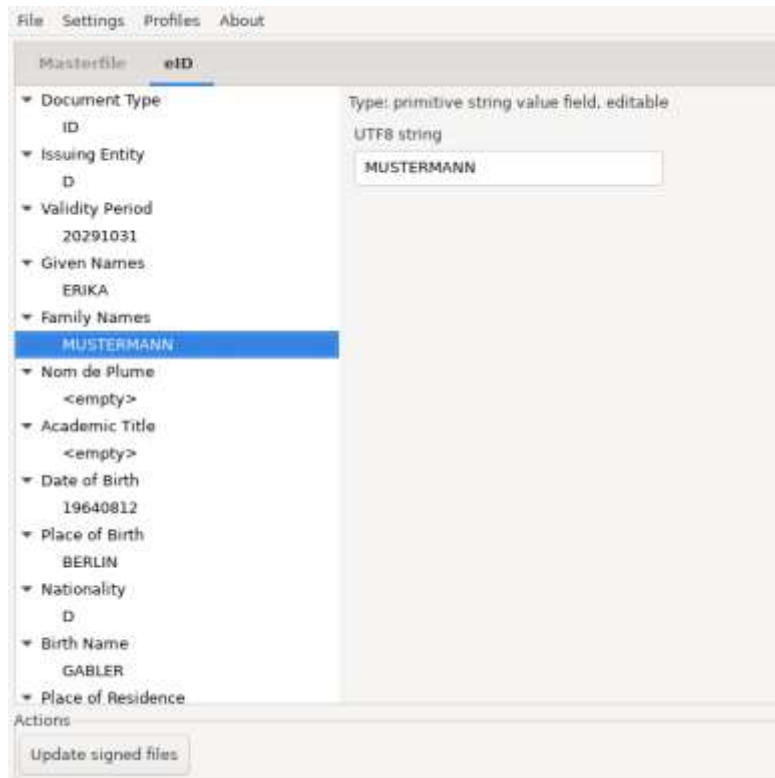 File Settings Profiles About
Masterfile eID
Document Type
ID
Issuing Entity
D
Validity Period
20291031
Given Names
ERIKA
Family Names
MUSTERMANN
Nom de Plume
<empty>
Academic Title
<empty>
Date of Birth
19640812
Place of Birth
BERLIN
Nationality
D
Birth Name
GABLER
Place of Residence
Type: primitive string value field, editable
UTF8 string
MUSTERMANN
Actions
Update signed files